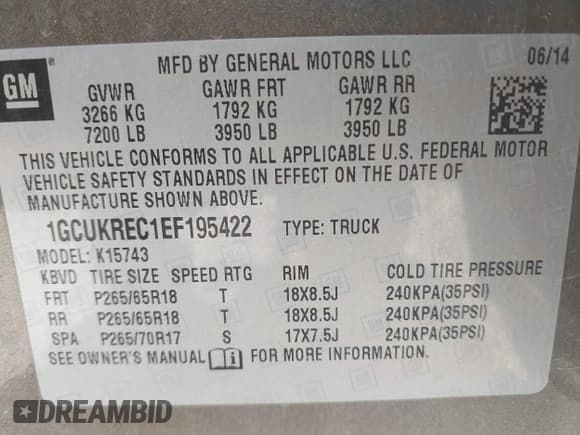 GM ®
MFD BY GENERAL MOTORS LLC 06/14
GVWR GAWR FRT GAWR RR
3266 KG 1792 KG 1792 KG
7200 LB 3950 LB 3950 LB
THIS VEHICLE CONFORMS TO ALL APPLICABLE U.S. FEDERAL MOTOR
VEHICLE SAFETY STANDARDS IN EFFECT ON THE DATE OF
MANUFACTURE SHOWN ABOVE.
1GCUKREC1EF195422 TYPE: TRUCK
MODEL: K15743
KBVD TIRE SIZE SPEED RTG RIM COLD TIRE PRESSURE
FRT P265/65R18 T 18X8.5J 240KPA(35PSI)
RR P265/65R18 T 18X8.5J 240KPA(35PSI)
SPA P265/70R17 S 17X7.5J 240KPA(35PSI)
SEE OWNER'S MANUAL i FOR MORE INFORMATION.
DREAMBID